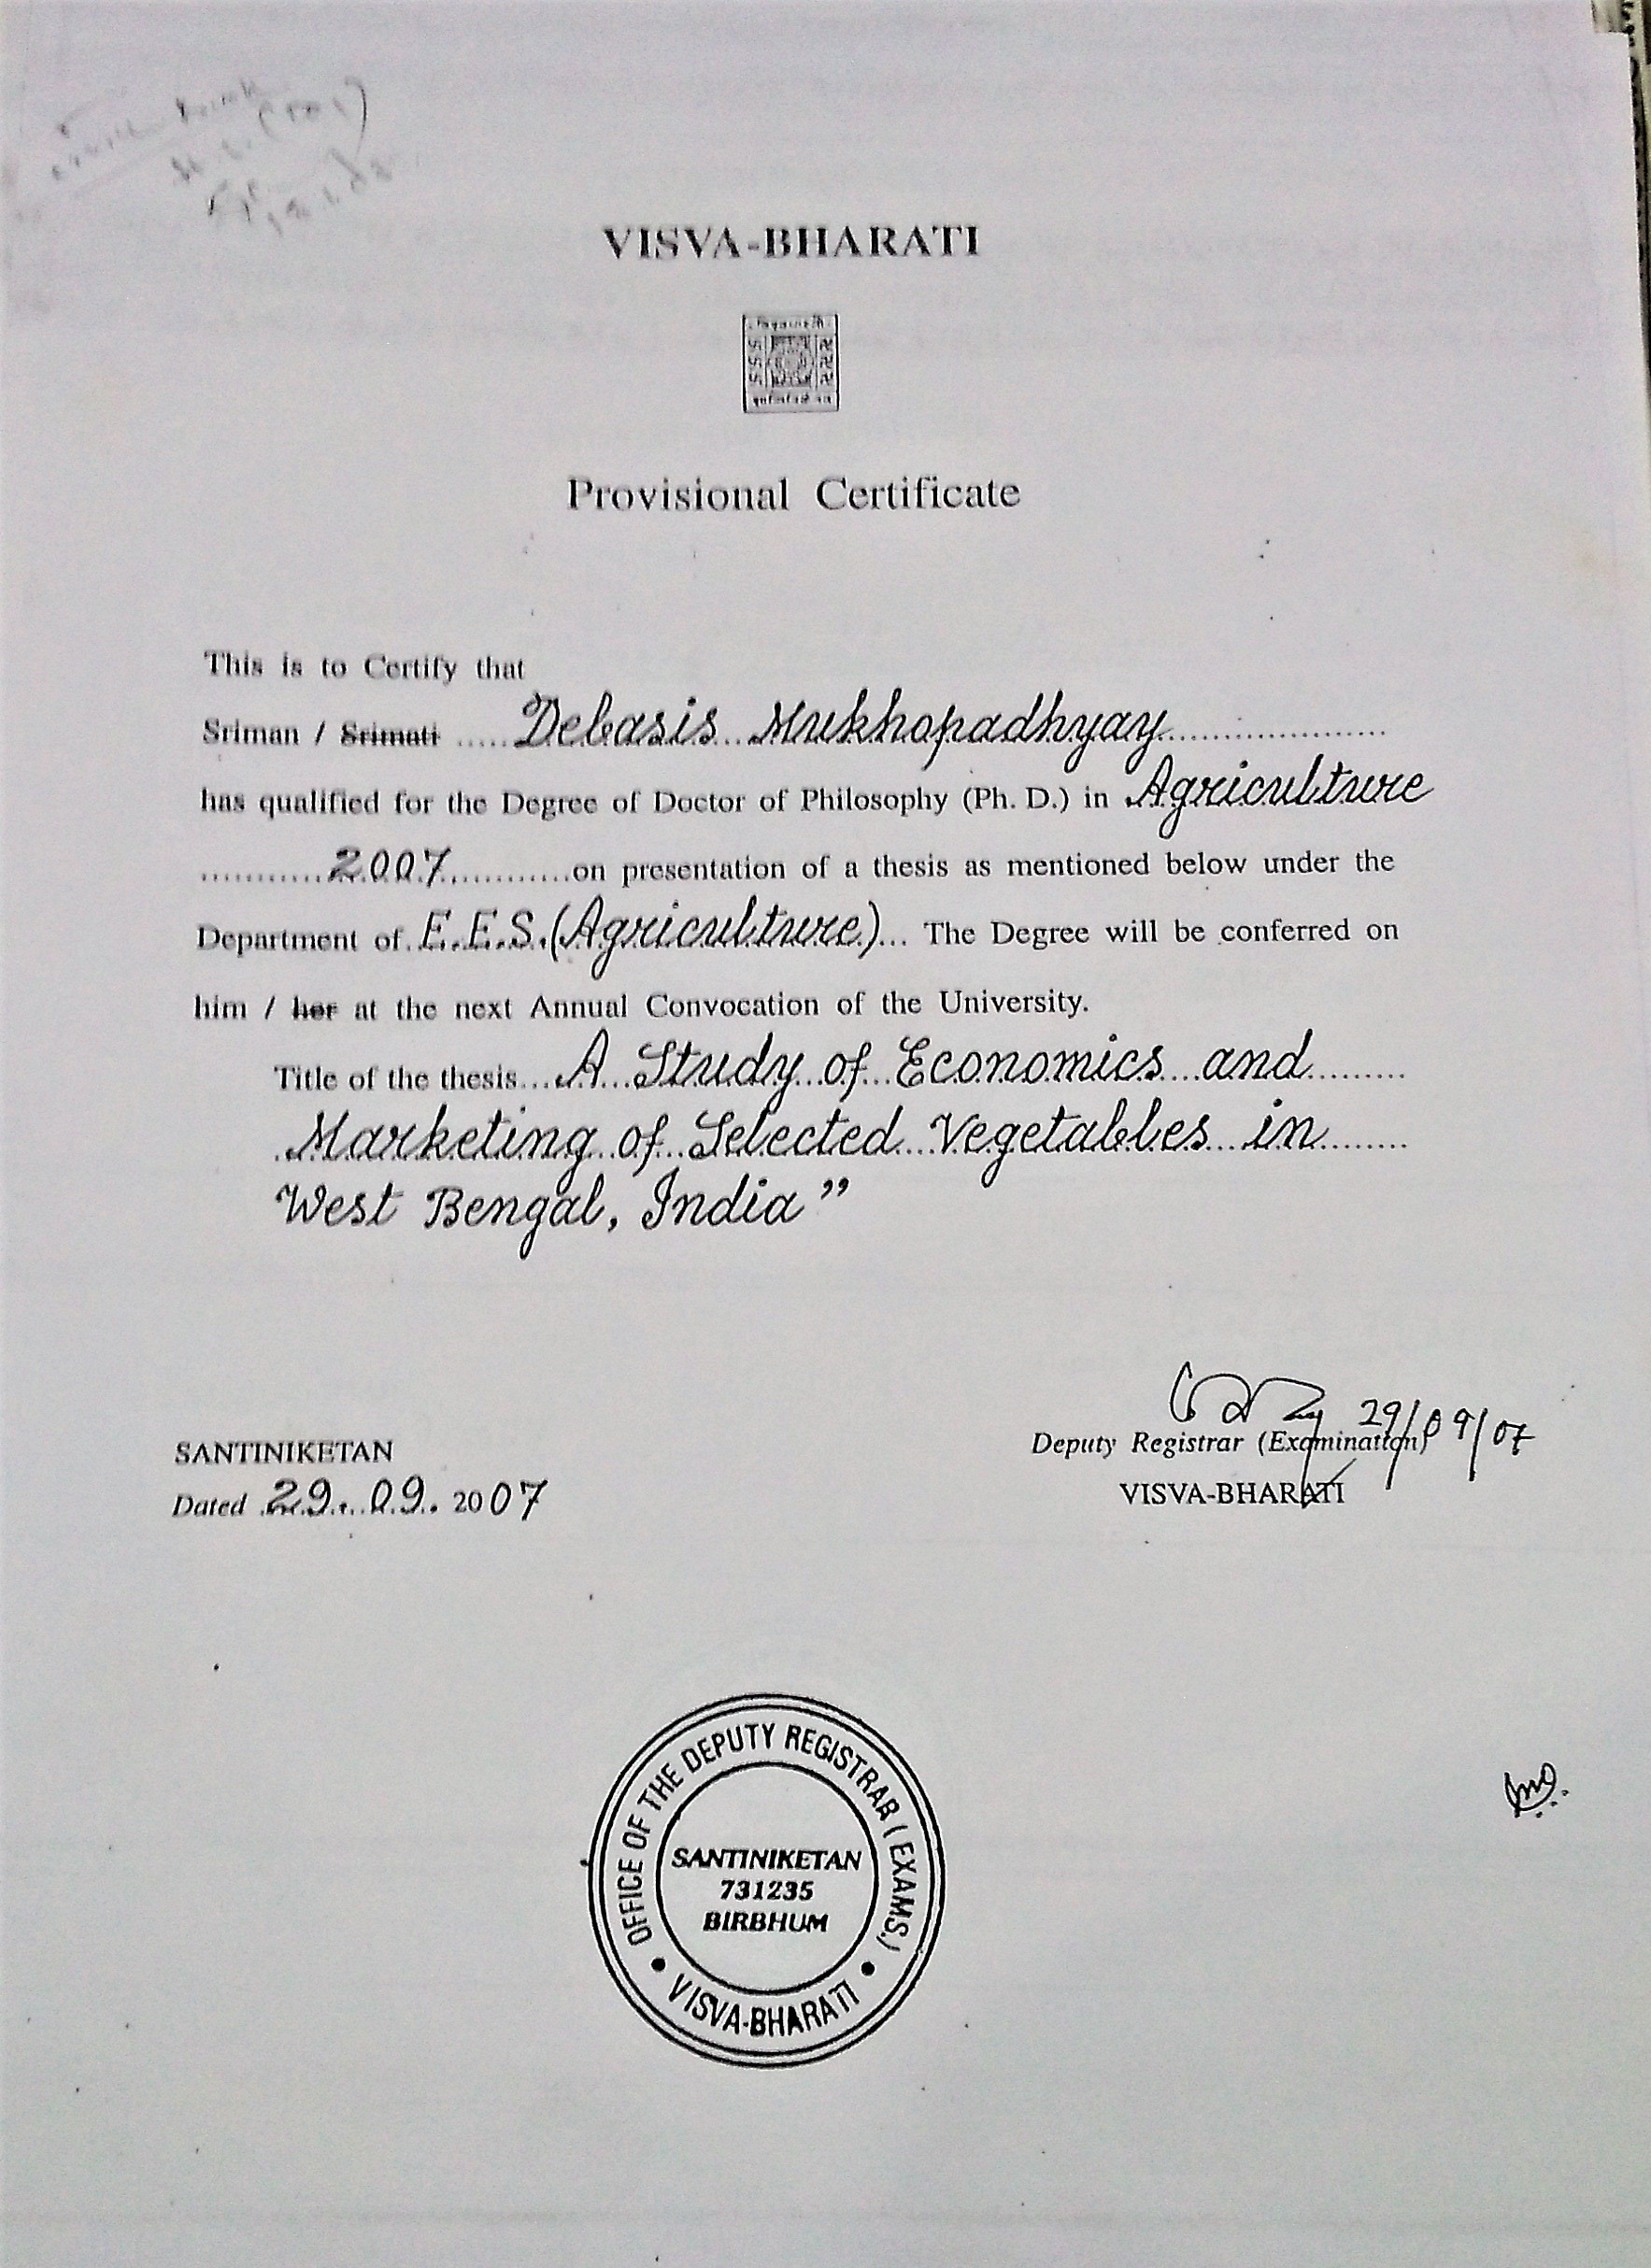 VISVA-BHARATI
Provisional Certificate
This is to Certify that
Sriman / Srimati ..... Debasis ... Mukhopadhyay .....................
has qualified for the Degree of Doctor of Philosophy (Ph. D.) in Agriculture
............ 2007 ............ on presentation of a thesis as mentioned below under the
Department of E.E.S. (Agriculture) ... The Degree will be conferred on
him / her at the next Annual Convocation of the University.
Title of the thesis ... A Study of Economics and .........
Marketing of Selected Vegetables in ........
West Bengal, India”
29/09/07
SANTINIKETAN
Deputy Registrar (Examination)
Dated 29. 09. 2007
VISVA-BHARATI
OFFICE OF THE DEPUTY REGISTRAR (EXAMS.)
SANTINIKETAN
731235
BIRBHUM
• VISVA-BHARATI •